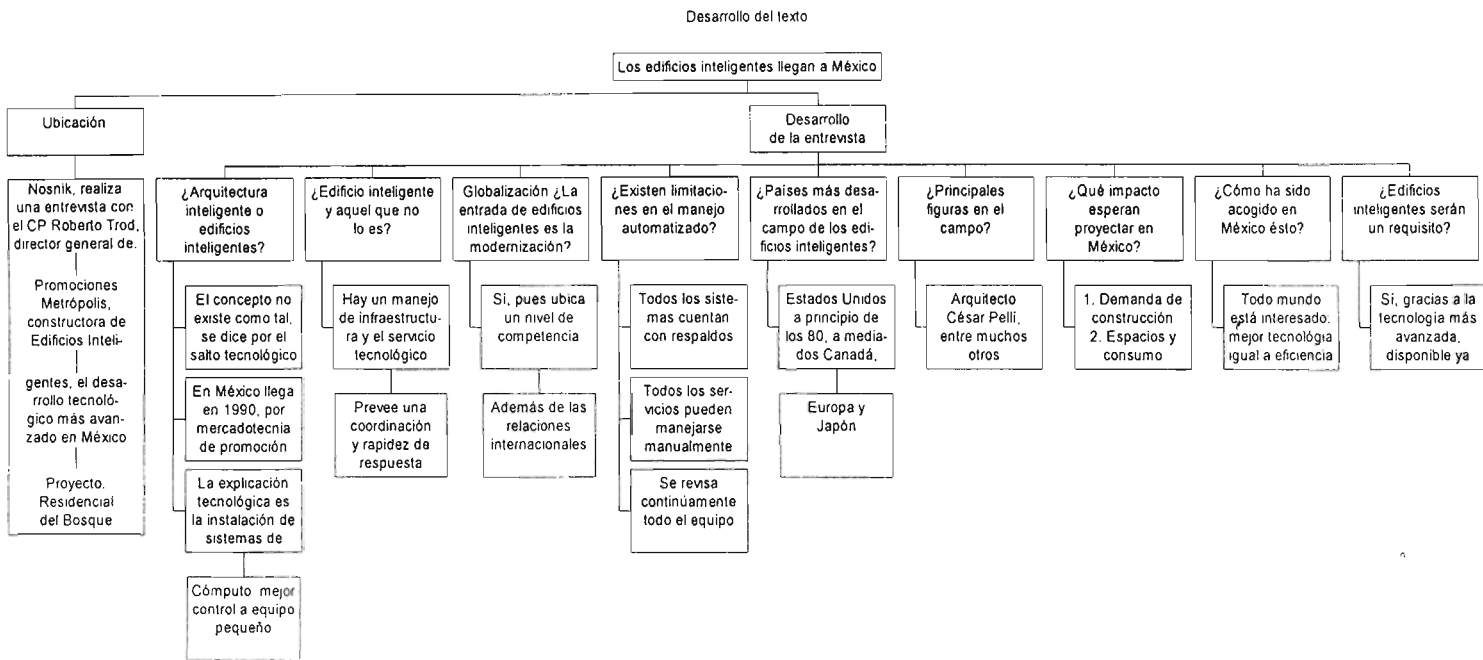 Desarrollo del texto
Los edificios inteligentes llegan a México
Ubicación
Desarrollo
de la entrevista
Nosnik, realiza
una entrevista con
el CP Roberto Trod,
director general de.
Promociones
Metrópolis,
constructora de
Edificios Inteli-
gentes, el desa-
rrollo tecnoló-
gico más avan-
zado en México
Proyecto.
Residencial
del Bosque
¿Arquitectura
inteligente o
edificios
inteligentes?
El concepto no
existe como tal,
se dice por el
salto tecnológico
En México llega
en 1990, por
mercadotecnia
de promoción
La explicación
tecnológica es
la instalación de
sistemas de
Cómputo mejor
control a equipo
pequeño
¿Edificio inteligente
y aquel que no
lo es?
Hay un manejo
de infraestructu-
ra y el servicio
tecnológico
Prevee una
coordinación
y rapidez de
respuesta
Globalización ¿La
entrada de edificios
inteligentes es la
modernización?
Si, pues ubica
un nivel de
competencia
Además de las
relaciones
internacionales
¿Existen limitacio-
nes en el manejo
automatizado?
Todos los siste-
mas cuentan
con respaldos
Todos los ser-
vicios pueden
manejarse
manualmente
Se revisa
contínuamente
todo el equipo
¿Países más desa-
rrollados en el
campo de los edi-
ficios inteligentes?
Estados Unidos
a principio de
los 80, a media-
dos Canadá,
Europa y
Japón
¿Principales
figuras en el
campo?
Arquitecto
César Pelli,
entre muchos
otros
¿Qué impacto
esperan
proyectar en
México?
1. Demanda de
construcción
2. Espacios y
consumo
¿Cómo ha sido
acogido en
México ésto?
Todo mundo
está interesado:
mejor tecnológia
igual a eficiencia
¿Edificios
inteligentes serán
un requisito?
Sí, gracias a la
tecnología más
avanzada,
disponible ya